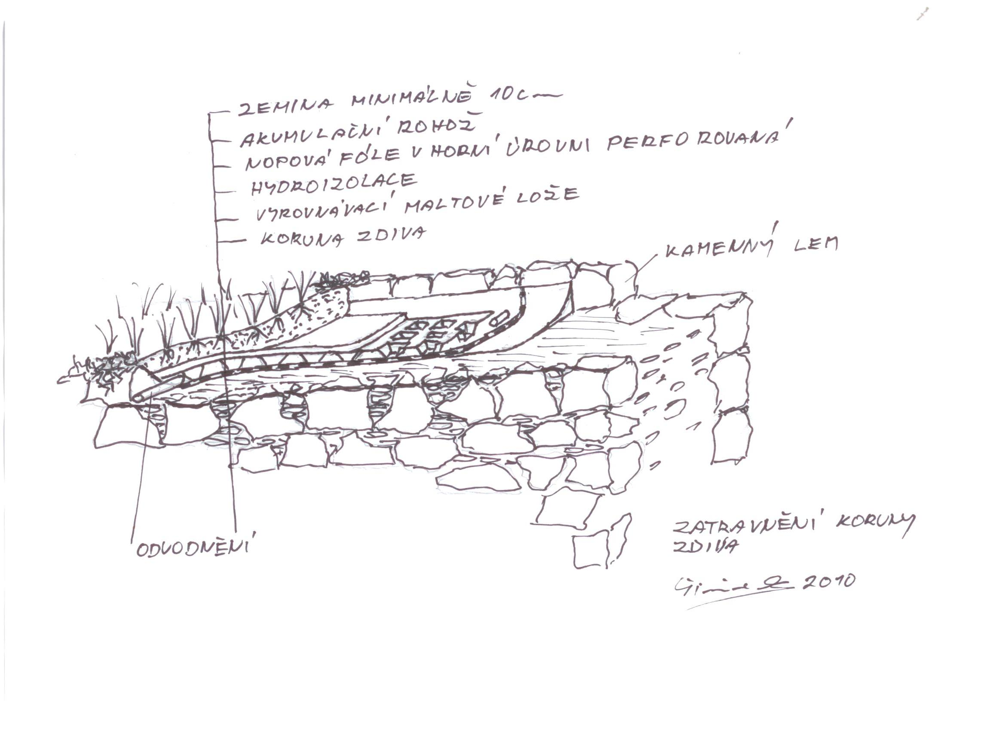 ZEMINA MINIMÁLNĚ 10cm
AKUMULAČNÍ ROHOŽ
NOPOVÁ FÓLE V HORNÍ ÚROVNI PERFOROVANÁ
HYDROIZOLACE
VYROVNÁVACÍ MALTOVÉ LOŽE
KORUNA ZDIVA
KAMENNÝ LEM
ODVODNĚNÍ
ZATRAVNĚNÍ KORUNY
ZDIVA
2010